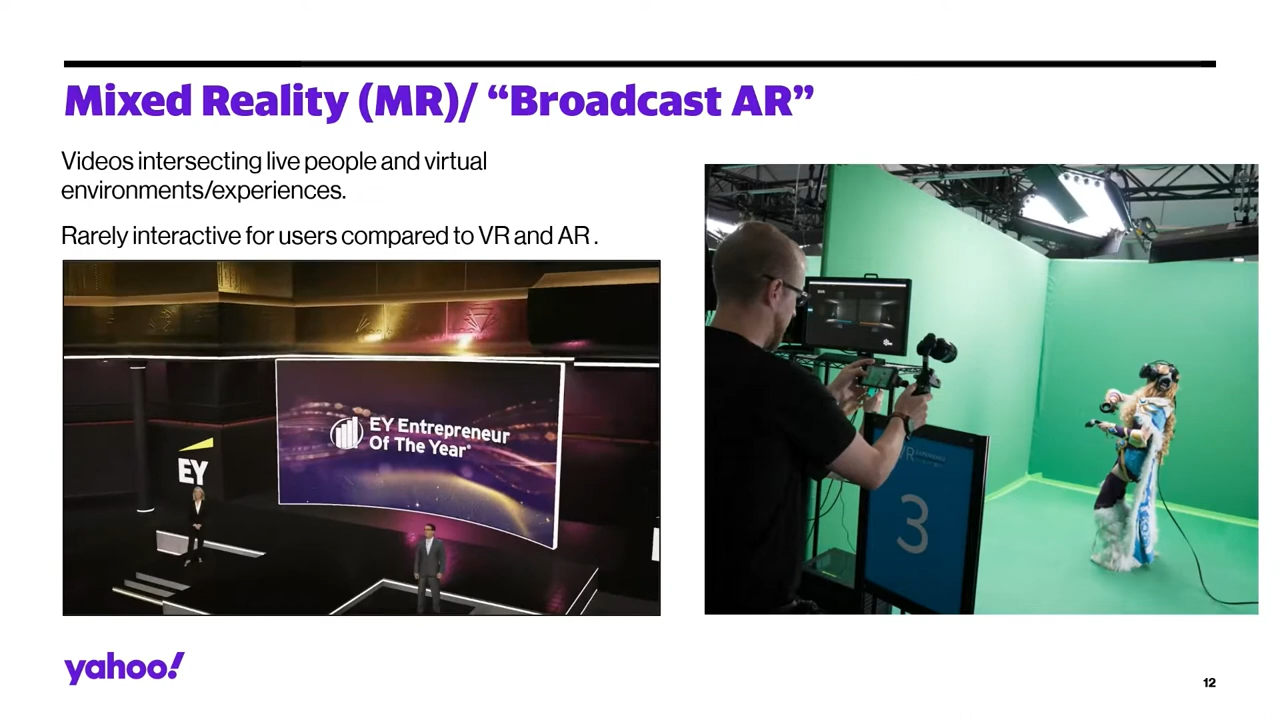 Mixed Reality (MR)/ “Broadcast AR”
Videos intersecting live people and virtual
environments/experiences.
Rarely interactive for users compared to VR and AR .
EY Entrepreneur
Of The Year
EY
3
yahoo!
12